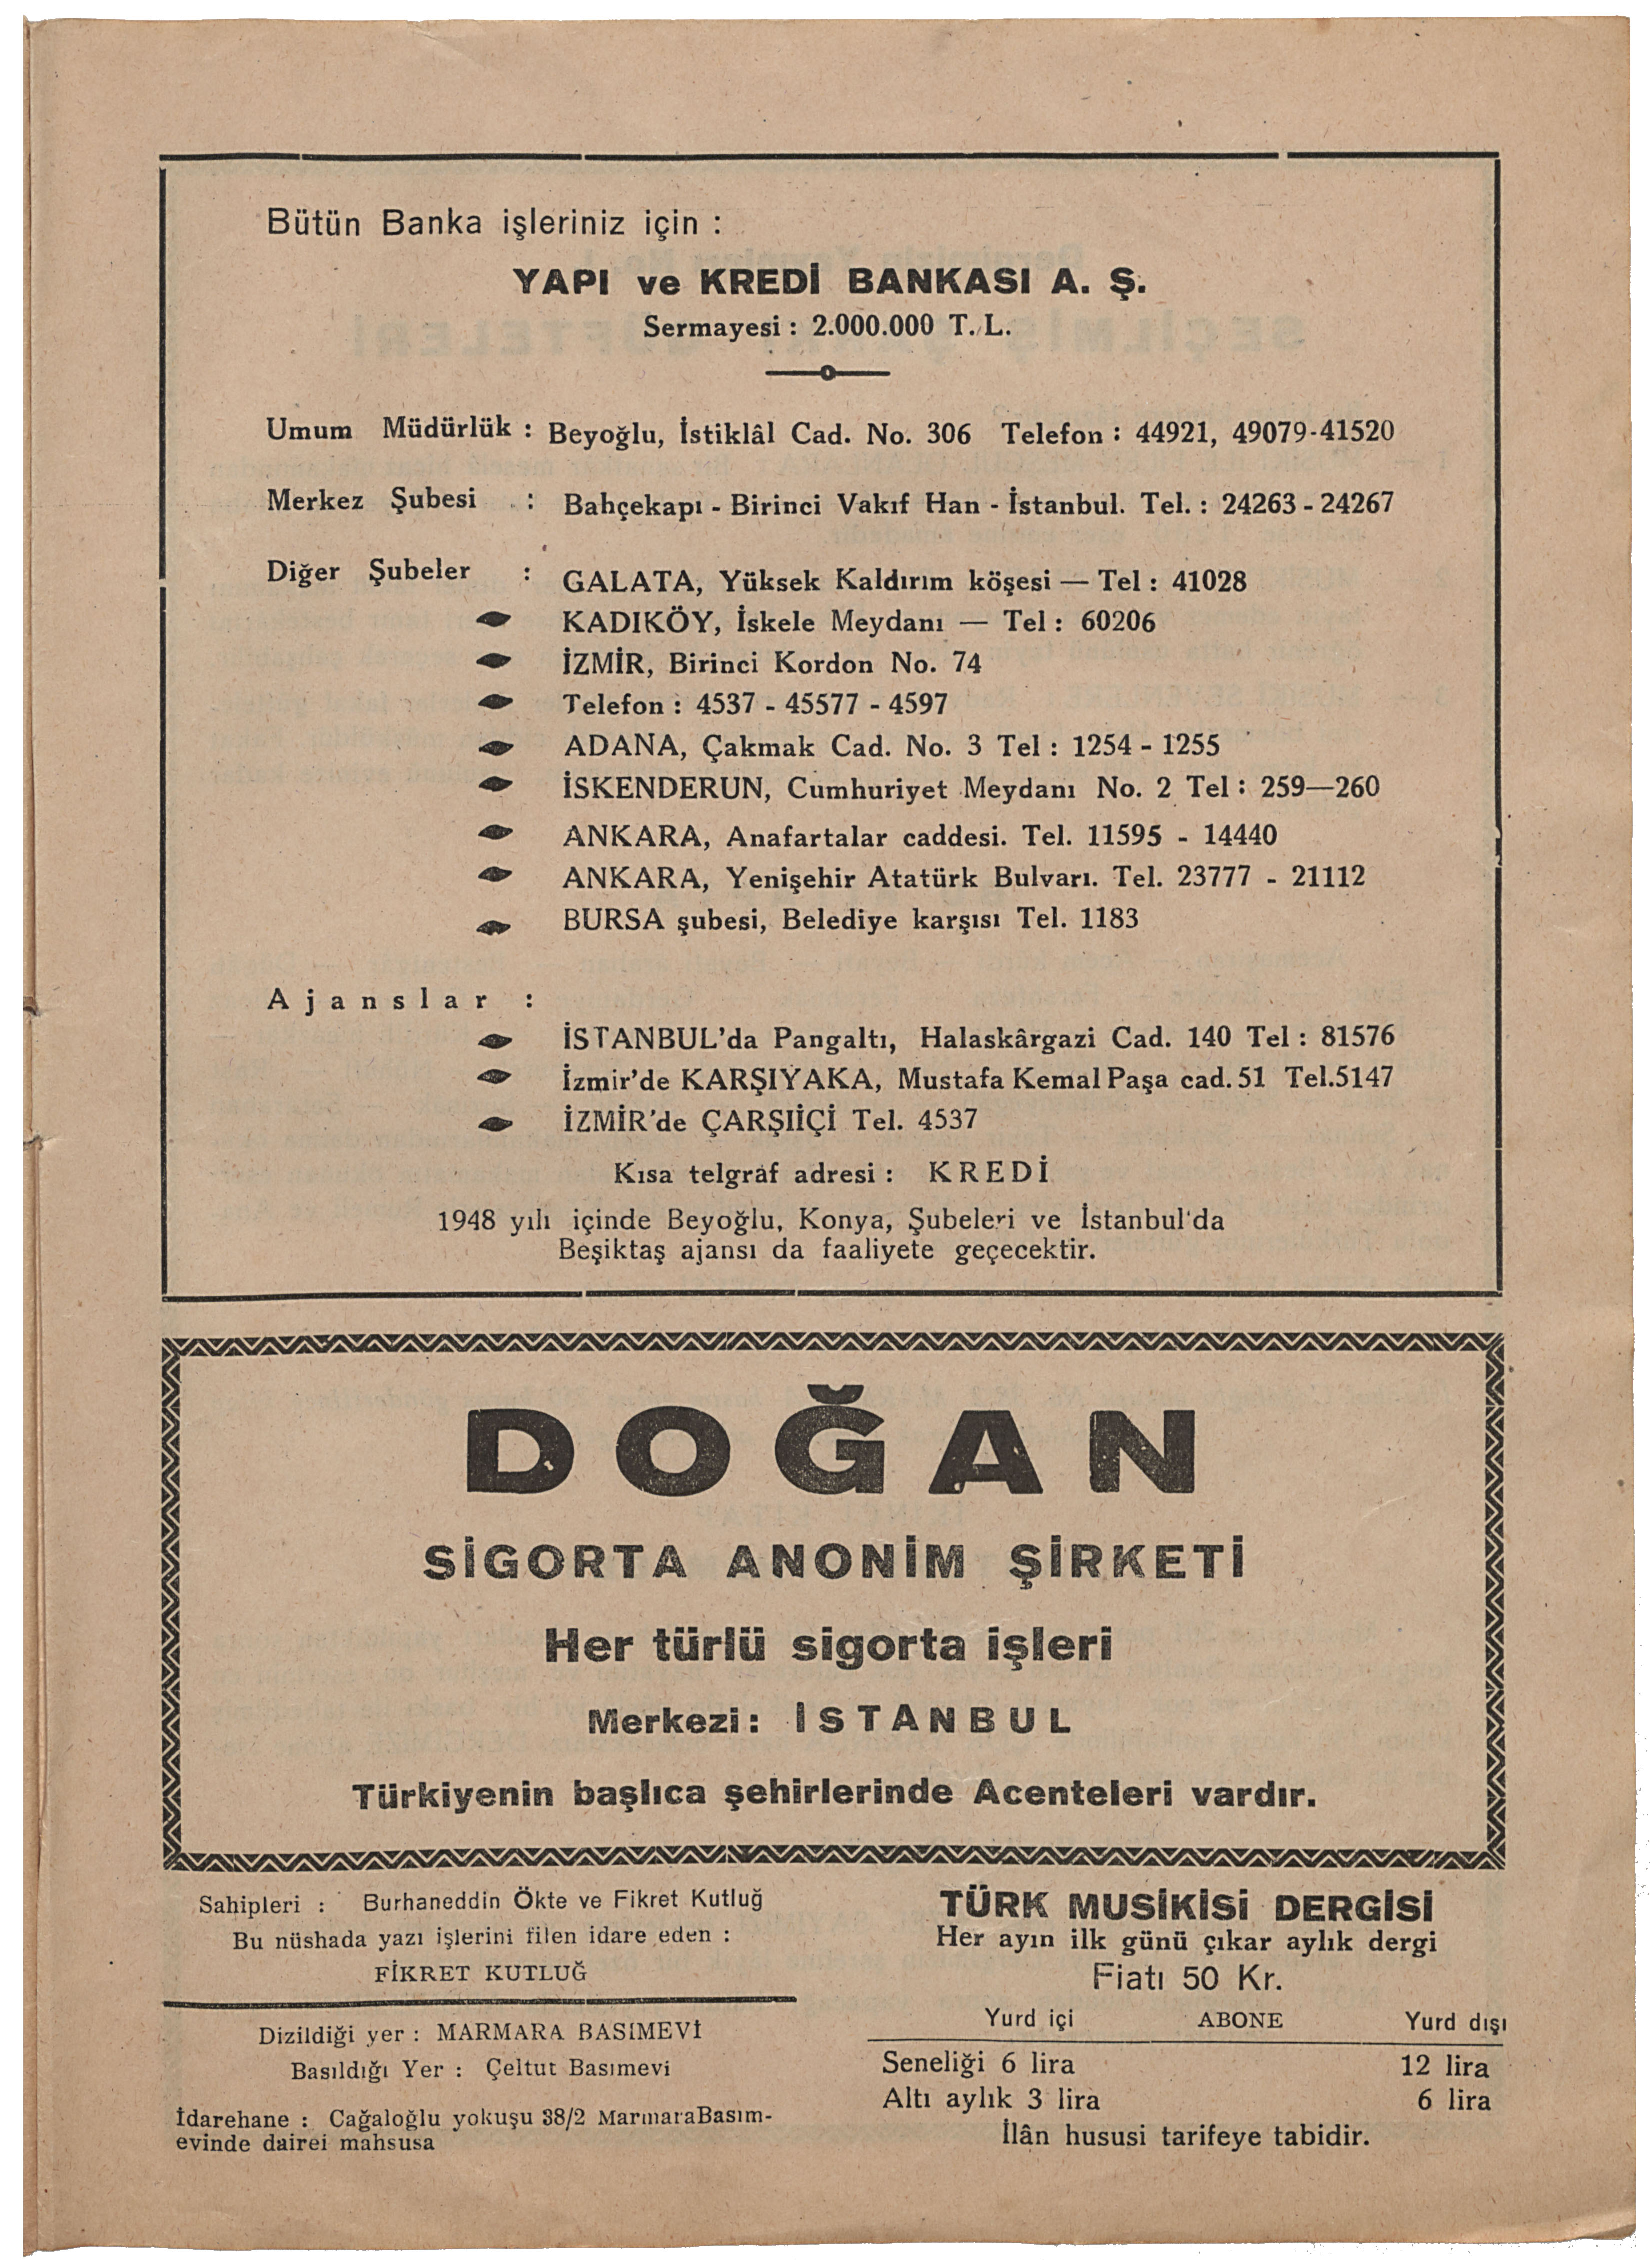 Bütün Banka işleriniz için :
YAPI ve KREDİ BANKASI A. Ş.
Sermayesi : 2.000.000 T. L.
Umum Müdürlük : Beyoğlu, İstiklâl Cad. No. 306 Telefon : 44921, 49079-41520
Merkez Şubesi : Bahçekapı - Birinci Vakıf Han - İstanbul. Tel. : 24263 - 24267
Diğer Şubeler : GALATA, Yüksek Kaldırım köşesi — Tel : 41028
KADIKÖY, İskele Meydanı — Tel : 60206
İZMİR, Birinci Kordon No. 74
Telefon : 4537 - 45577 - 4597
ADANA, Çakmak Cad. No. 3 Tel : 1254 - 1255
İSKENDERUN, Cumhuriyet Meydanı No. 2 Tel : 259—260
ANKARA, Anafartalar caddesi. Tel. 11595 - 14440
ANKARA, Yenişehir Atatürk Bulvarı. Tel. 23777 - 21112
BURSA şubesi, Belediye karşısı Tel. 1183
Ajanslar :
İSTANBUL'da Pangaltı, Halaskârgazi Cad. 140 Tel : 81576
İzmir'de KARŞIYAKA, Mustafa Kemal Paşa cad. 51 Tel.5147
İZMİR'de ÇARŞIİÇİ Tel. 4537
Kısa telgraf adresi : KREDİ
1948 yılı içinde Beyoğlu, Konya, Şubeleri ve İstanbul'da
Beşiktaş ajansı da faaliyete geçecektir.
DOĞAN
SİGORTA ANONİM ŞİRKETİ
Her türlü sigorta işleri
Merkezi : İSTANBUL
Türkiyenin başlıca şehirlerinde Acenteleri vardır.
Sahipleri : Burhaneddin Ökte ve Fikret Kutluğ
Bu nüshada yazı işlerini filen idare eden :
FİKRET KUTLUĞ
Dizildiği yer : MARMARA BASIMEVİ
Basıldığı Yer : Çeltut Basımevi
İdarehane : Cağaloğlu yokuşu 38/2 MarmaraBasım-
evinde dairei mahsusa
TÜRK MUSİKİSİ DERGİSİ
Her ayın ilk günü çıkar aylık dergi
Fiatı 50 Kr.
Yurd içi ABONE Yurd dışı
Seneliği 6 lira 12 lira
Altı aylık 3 lira 6 lira
İlân hususi tarifeye tabidir.